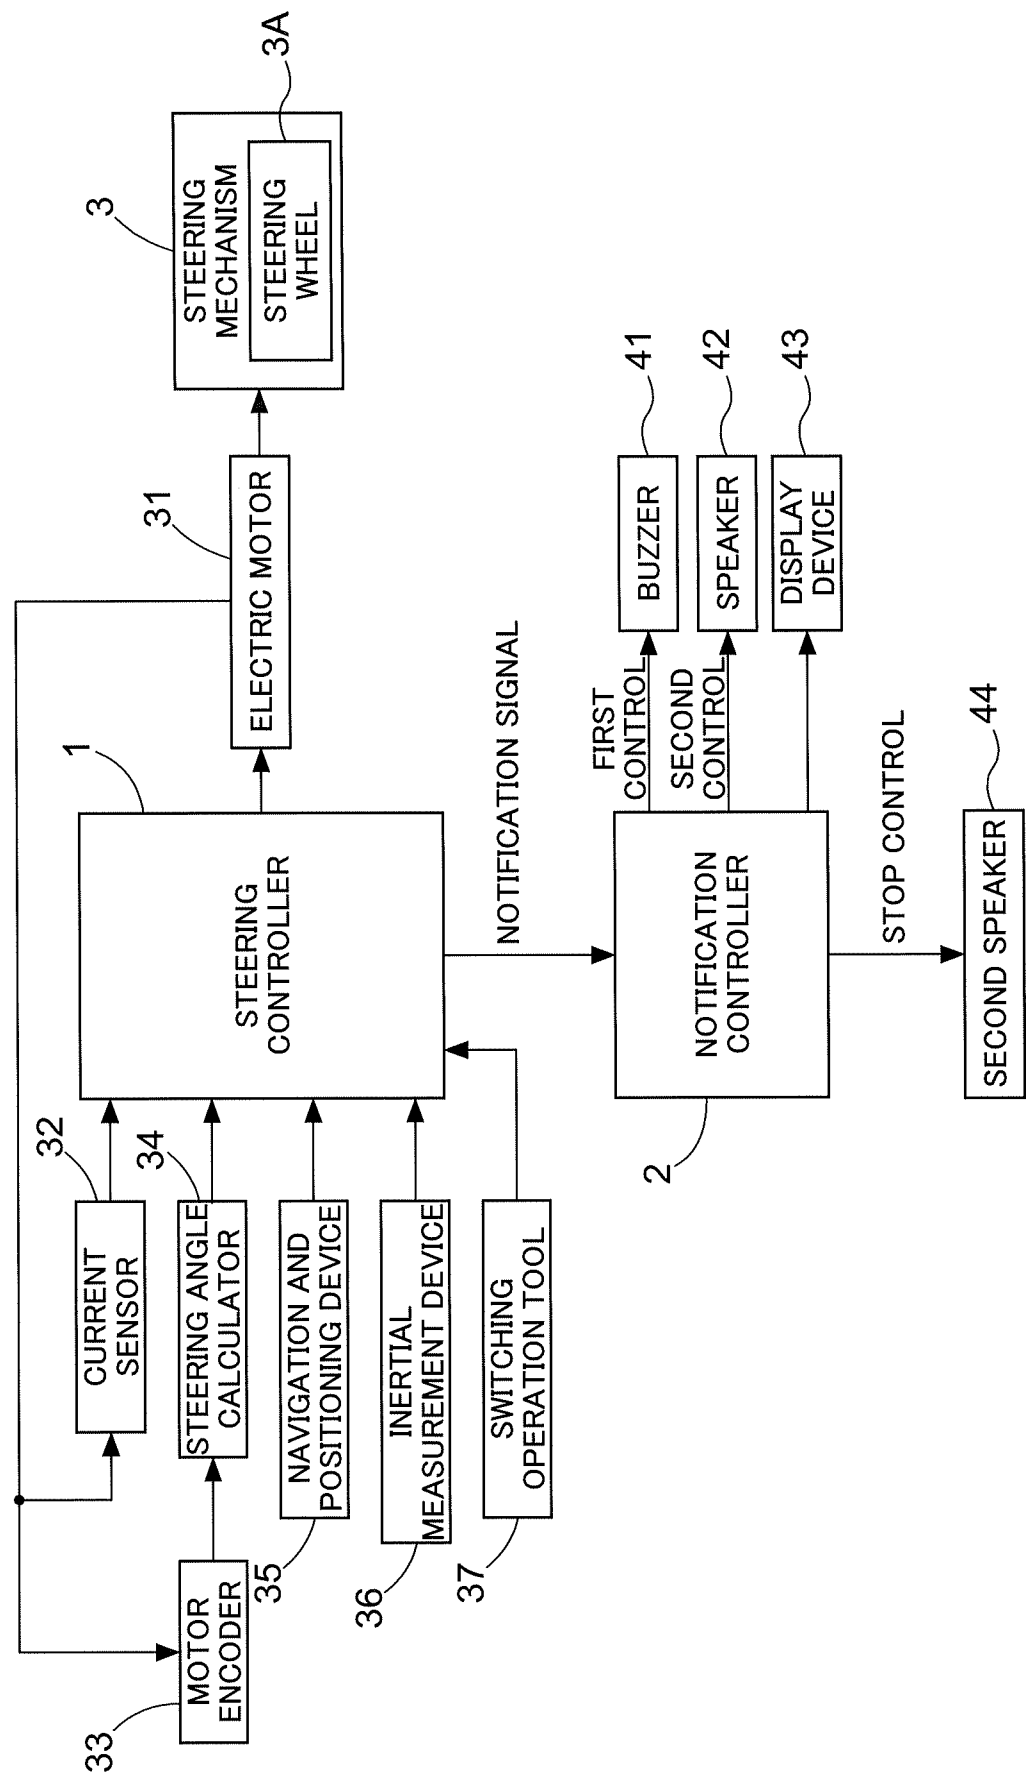 33
MOTOR
ENCODER
32
CURRENT
SENSOR
34
STEERING ANGLE
CALCULATOR
35
NAVIGATION AND
POSITIONING DEVICE
36
INERTIAL
MEASUREMENT DEVICE
37
SWITCHING
OPERATION TOOL
1
STEERING
CONTROLLER
31
ELECTRIC MOTOR
3
STEERING
MECHANISM
3A
STEERING
WHEEL
NOTIFICATION SIGNAL
2
NOTIFICATION
CONTROLLER
FIRST
CONTROL
SECOND
CONTROL
41
BUZZER
42
SPEAKER
43
DISPLAY
DEVICE
STOP CONTROL
44
SECOND SPEAKER